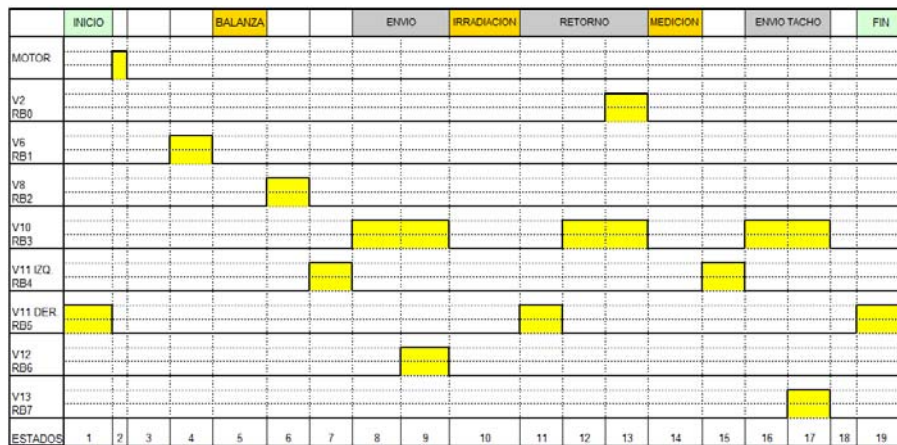 INICIO BALANZA ENVIO IRRADIACION RETORNO MEDICION ENVIO TACHO FIN
MOTOR
V2
RB0
V6
RB1
V8
RB2
V10
RB3
V11 IZQ.
RB4
V11 DER.
RB5
V12
RB6
V13
RB7
ESTADOS 1 2 3 4 5 6 7 8 9 10 11 12 13 14 15 16 17 18 19